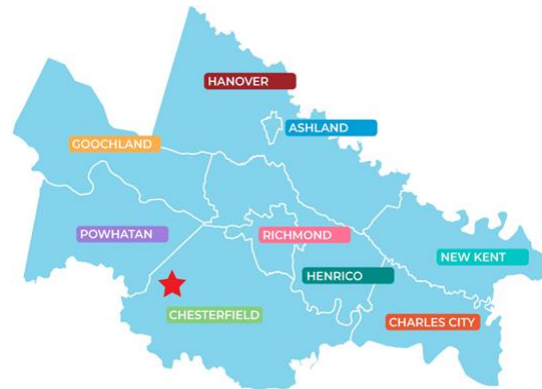 HANOVER
ASHLAND
GOOCHLAND
POWHATAN
RICHMOND
NEW KENT
HENRICO
CHESTERFIELD
CHARLES CITY